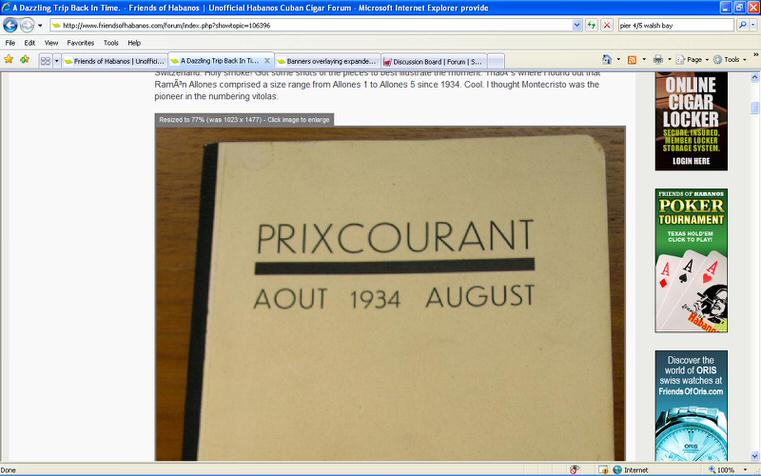 A Dazzling Trip Back In Time. - Friends of Habanos | Unofficial Habanos Cuban Cigar Forum - Microsoft Internet Explorer provide
http://www.friendsofhabanos.com/forum/index.php?showtopic=106396
pier 4/5 walsh bay
File Edit View Favorites Tools Help
Friends of Habanos | Unoffici...
A Dazzling Trip Back In Ti...
Banners overlaying expande...
Discussion Board | Forum | S...
Page
Tools
Switzerland. Holy smoke! Got some shots of the pieces to best illustrate the moment. ThatÂ´s where I found out that
RamÃ³n Allones comprised a size range from Allones 1 to Allones 5 since 1934. Cool. I thought Montecristo was the
pioneer in the numbering vitolas.
Resized to 77% (was 1023 x 1477) - Click image to enlarge
PRIXCOURANT
AOUT 1934 AUGUST
ONLINE
CIGAR
LOCKER
SECURE, INSURED,
MEMBER LOCKER
STORAGE SYSTEM.
LOGIN HERE
FRIENDS OF HABANOS
POKER
TOURNAMENT
TEXAS HOLD'EM
CLICK TO PLAY!
A
A
A
Discover the
world of ORIS
swiss watches at
FriendsOfOris.com
Done
Internet
100%